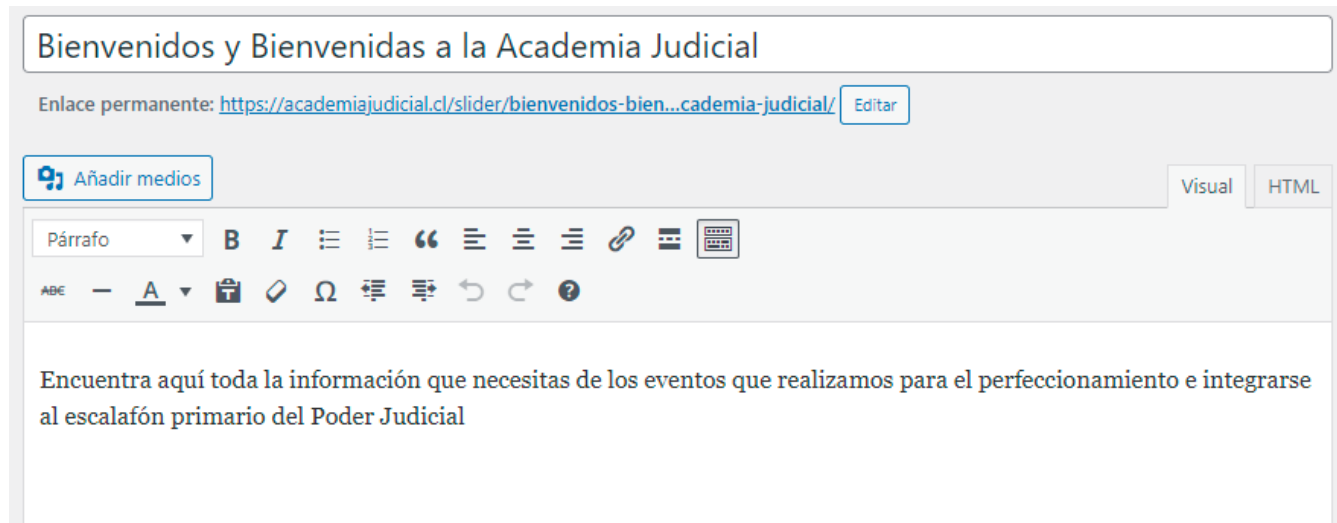 Bienvenidos y Bienvenidas a la Academia Judicial
Enlace permanente: https://academiajudicial.cl/slider/bienvenidos-bien...cademia-judicial/ Editar
Añadir medios
Visual HTML
Párrafo B I
ABC A T Ω
Encuentra aquí toda la información que necesitas de los eventos que realizamos para el perfeccionamiento e integrarse
al escalafón primario del Poder Judicial